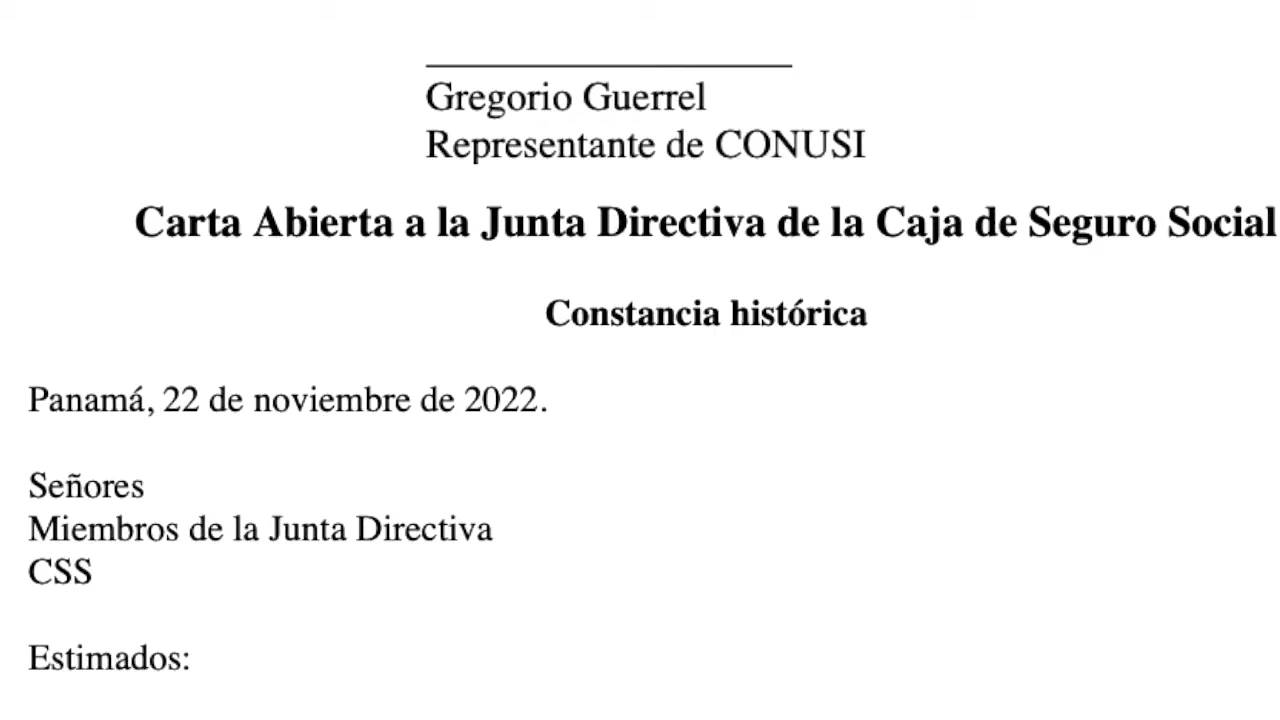 Gregorio Guerrel
Representante de CONUSI
Carta Abierta a la Junta Directiva de la Caja de Seguro Social
Constancia histórica
Panamá, 22 de noviembre de 2022.
Señores
Miembros de la Junta Directiva
CSS
Estimados: